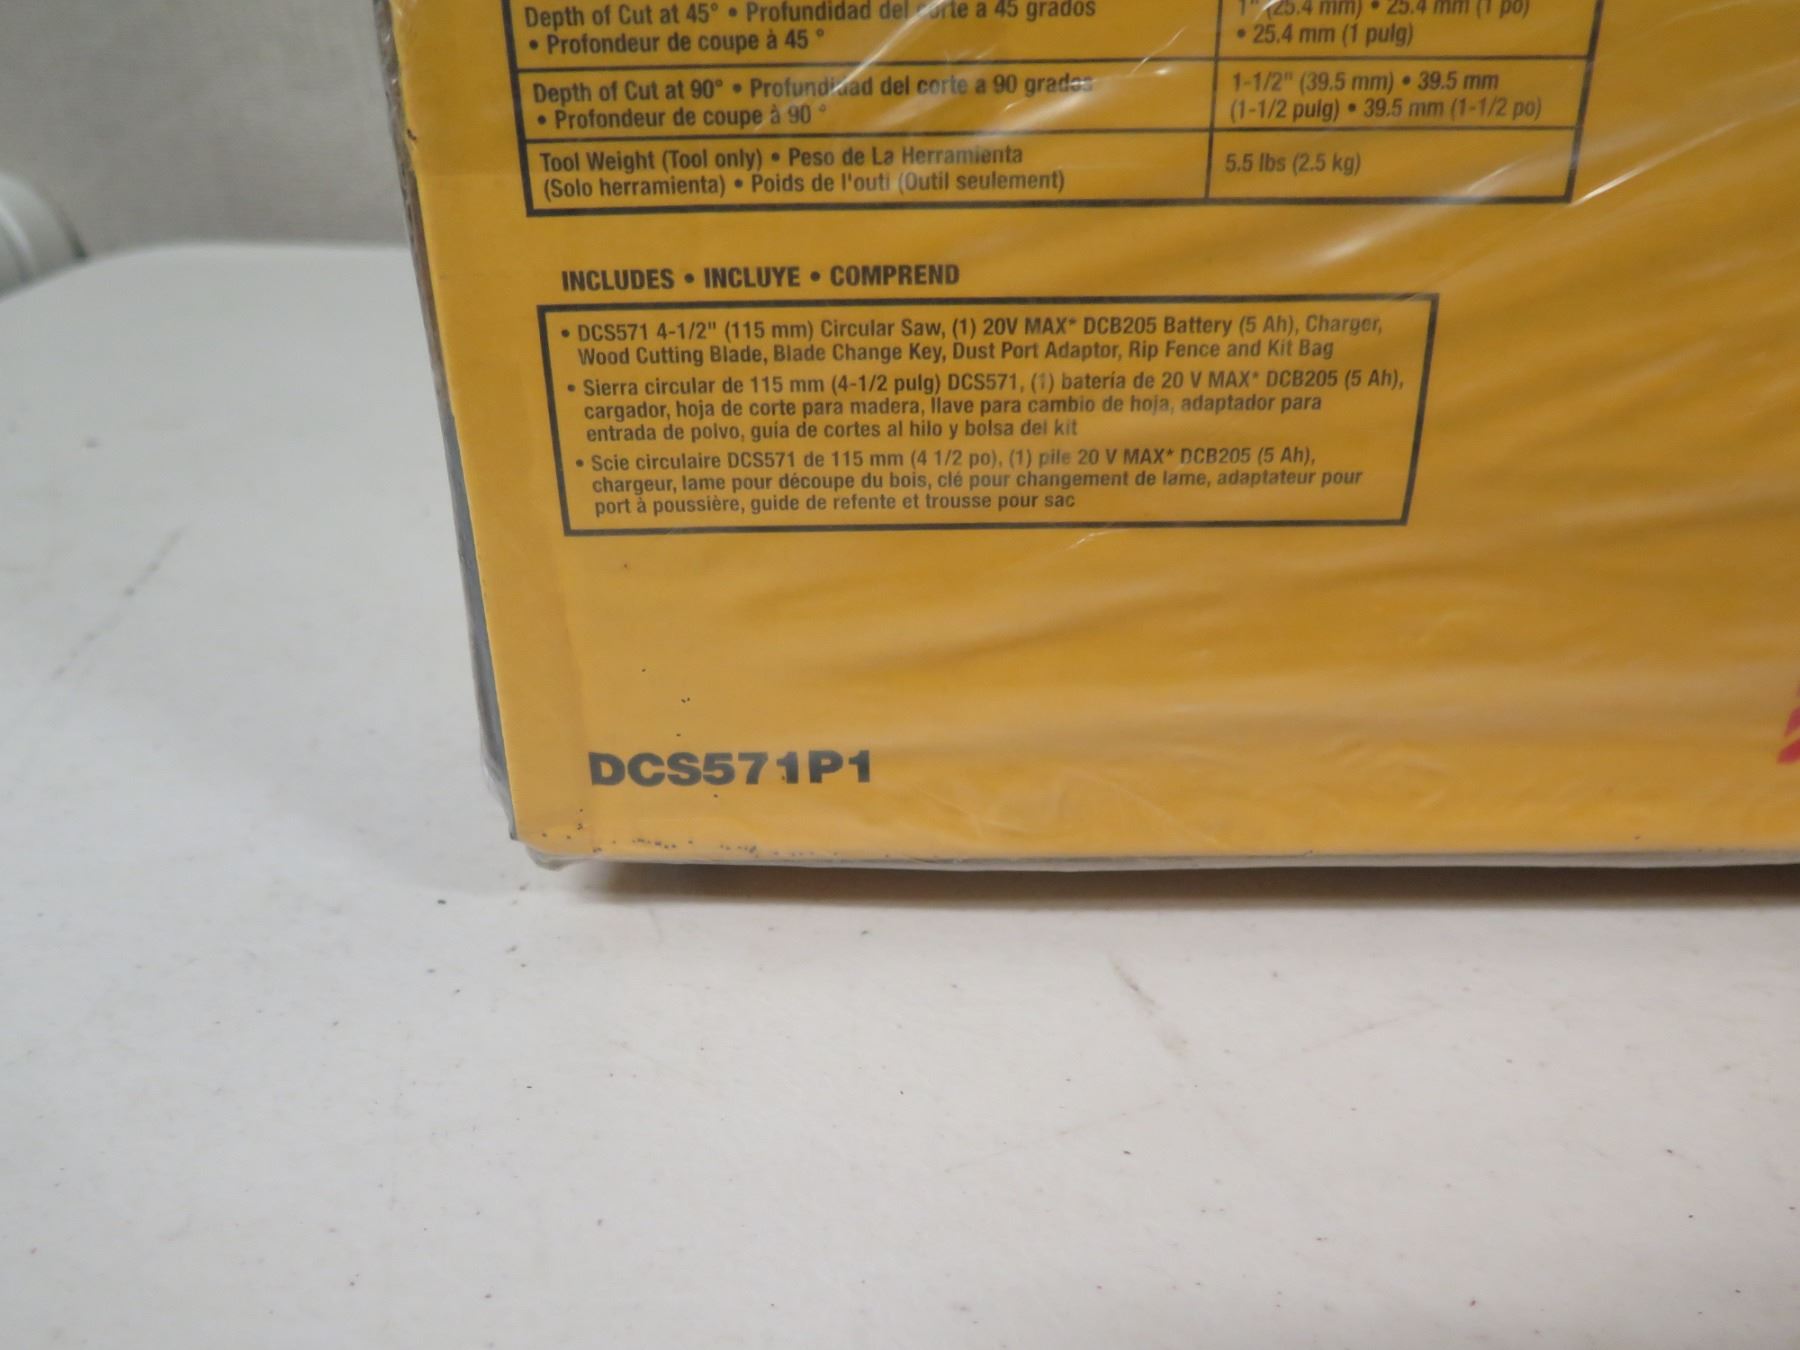 Depth of Cut at 45° • Profundidad del corte a 45 grados
• Profondeur de coupe à 45 °
1" (25.4 mm) • 25.4 mm (1 po)
• 25.4 mm (1 pulg)
Depth of Cut at 90° • Profundidad del corte a 90 grados
• Profondeur de coupe à 90 °
1-1/2" (39.5 mm) • 39.5 mm
(1-1/2 pulg) • 39.5 mm (1-1/2 po)
Tool Weight (Tool only) • Peso de La Herramienta
(Solo herramienta) • Poids de l'outi (Outil seulement)
5.5 lbs (2.5 kg)
INCLUDES • INCLUYE • COMPREND
• DCS571 4-1/2" (115 mm) Circular Saw, (1) 20V MAX* DCB205 Battery (5 Ah), Charger,
Wood Cutting Blade, Blade Change Key, Dust Port Adaptor, Rip Fence and Kit Bag
• Sierra circular de 115 mm (4-1/2 pulg) DCS571, (1) batería de 20 V MAX* DCB205 (5 Ah),
cargador, hoja de corte para madera, llave para cambio de hoja, adaptador para
entrada de polvo, guía de cortes al hilo y bolsa del kit
• Scie circulaire DCS571 de 115 mm (4 1/2 po), (1) pile 20 V MAX* DCB205 (5 Ah),
chargeur, lame pour découpe du bois, clé pour changement de lame, adaptateur pour
port à poussière, guide de refente et trousse pour sac
DCS571P1